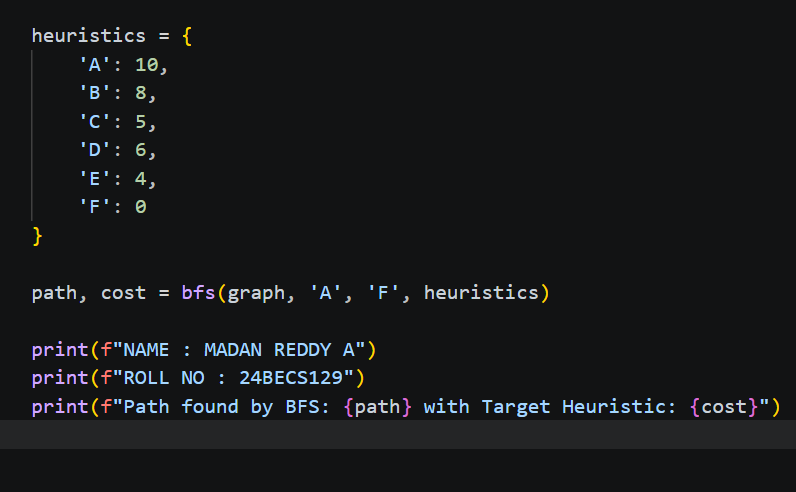 heuristics = {
    'A': 10,
    'B': 8,
    'C': 5,
    'D': 6,
    'E': 4,
    'F': 0
}
path, cost = bfs(graph, 'A', 'F', heuristics)
print(f"NAME : MADAN REDDY A")
print(f"ROLL NO : 24BECS129")
print(f"Path found by BFS: {path} with Target Heuristic: {cost}")